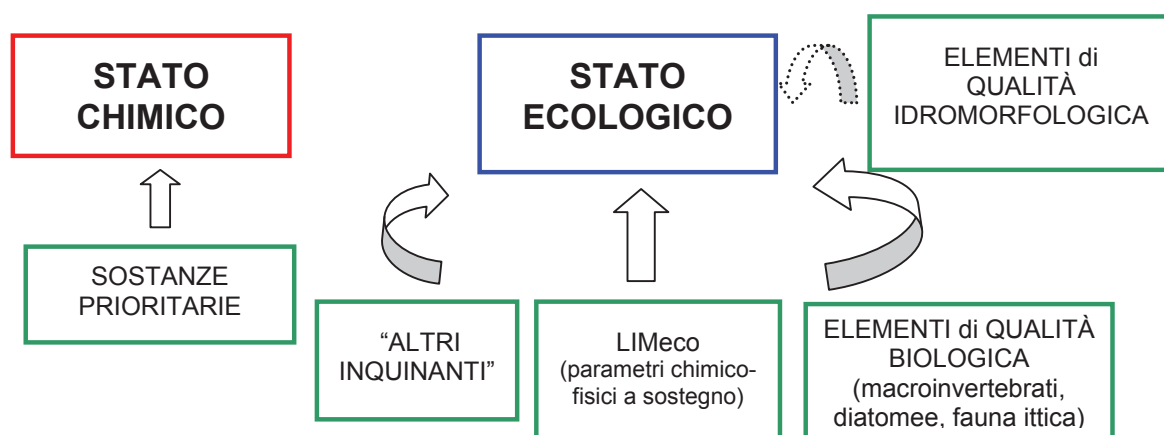 STATO
CHIMICO
STATO
ECOLOGICO
ELEMENTI di
QUALITÀ
IDROMORFOLOGICA
SOSTANZE
PRIORITARIE
“ALTRI
INQUINANTI”
LIMeco
(parametri chimico-
fisici a sostegno)
ELEMENTI di QUALITÀ
BIOLOGICA
(macroinvertebrati,
diatomee, fauna ittica)